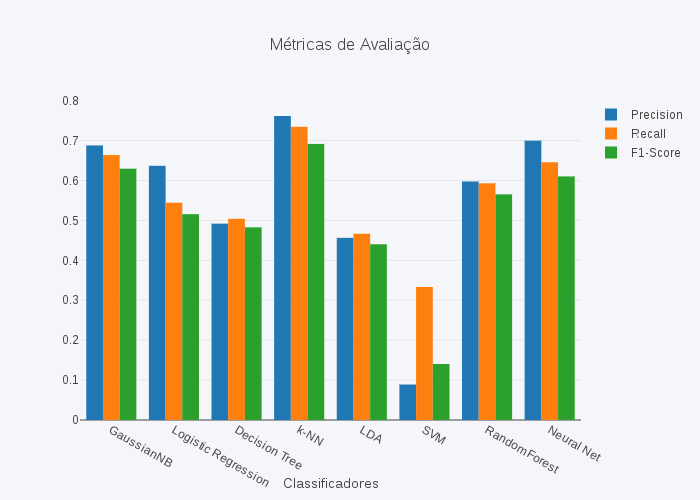 Métricas de Avaliação
0.8
0.7
0.6
0.5
0.4
0.3
0.2
0.1
0
Precision
Recall
F1-Score
GaussianNB
Logistic Regression
Decision Tree
k-NN
LDA
SVM
RandomForest
Neural Net
Classificadores